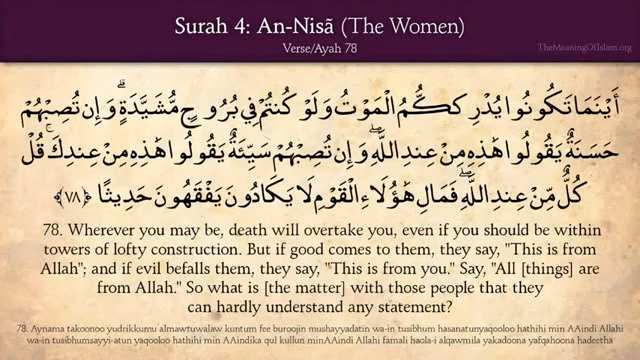 Surah 4: An-Nisã (The Women)
Verse/Ayah 78
TheMeaningOfIslam.org
أَيْنَمَا تَكُونُوا يُدْرِككُّمُ الْمَوْتُ وَلَوْ كُنتُمْ فِي بُرُوجٍ مُّشَيَّدَةٍ ۗ وَإِن تُصِبْهُمْ
حَسَنَةٌ يَقُولُوا هَٰذِهِ مِنْ عِندِ اللَّهِ ۖ وَإِن تُصِبْهُمْ سَيِّئَةٌ يَقُولُوا هَٰذِهِ مِنْ عِندِكَ ۚ قُلْ
كُلٌّ مِّنْ عِندِ اللَّهِ ۖ فَمَالِ هَٰؤُلَاءِ الْقَوْمِ لَا يَكَادُونَ يَفْقَهُونَ حَدِيثًا ﴿٧٨﴾
78. Wherever you may be, death will overtake you, even if you should be within
towers of lofty construction. But if good comes to them, they say, "This is from
Allah"; and if evil befalls them, they say, "This is from you." Say, "All [things] are
from Allah." So what is [the matter] with those people that they
can hardly understand any statement?
78. Aynama takoonoo yudrikkumu almawtuwalaw kuntum fee buroojin mushayyadatin wa-in tusibhum hasanatunyaqooloo hathihi min AAindi Allahi
wa-in tusibhumsayyi-atun yaqooloo hathihi min AAindika qul kullun minAAindi Allahi famali haola-i alqawmila yakadoona yafqahoona hadeetha